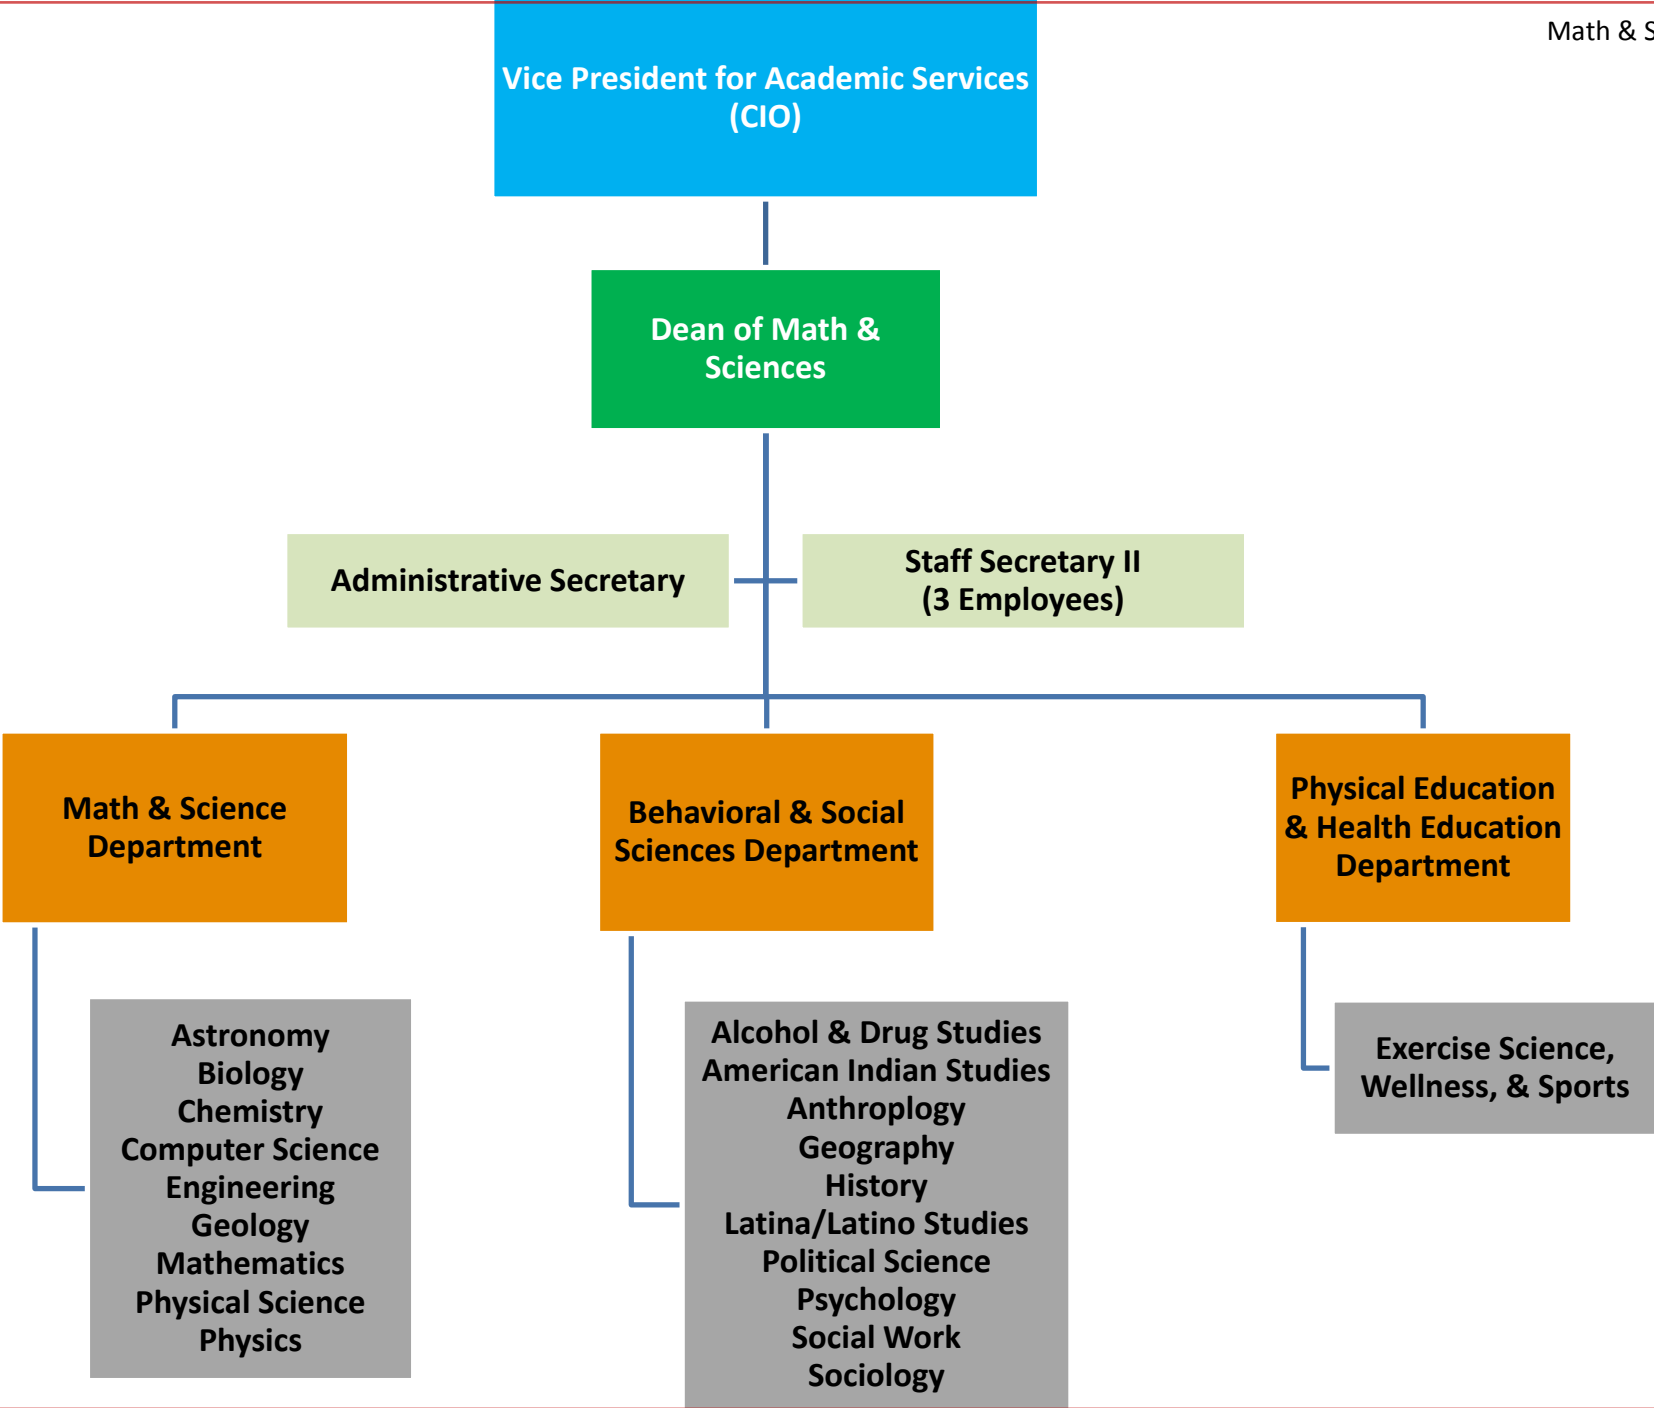 Math & S
Vice President for Academic Services
(CIO)
Dean of Math &
Sciences
Administrative Secretary
Staff Secretary II
(3 Employees)
Math & Science
Department
Behavioral & Social
Sciences Department
Physical Education
& Health Education
Department
Astronomy
Biology
Chemistry
Computer Science
Engineering
Geology
Mathematics
Physical Science
Physics
Alcohol & Drug Studies
American Indian Studies
Anthroplogy
Geography
History
Latina/Latino Studies
Political Science
Psychology
Social Work
Sociology
Exercise Science,
Wellness, & Sports